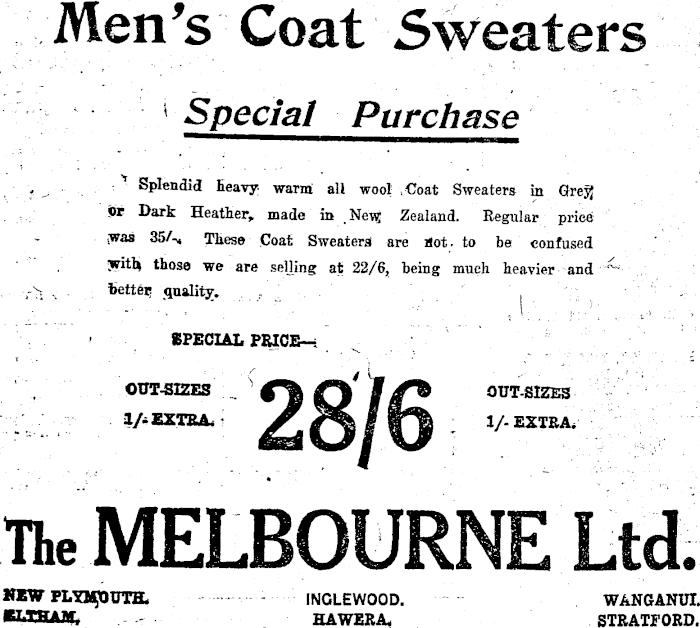 Men's Coat Sweaters
Special Purchase
Splendid heavy warm all wool Coat Sweaters in Grey
or Dark Heather, made in New Zealand. Regular price
was 35/-. These Coat Sweaters are not to be confused
with those we are selling at 22/6, being much heavier and
better quality.
SPECIAL PRICE—
OUT-SIZES
1/- EXTRA.
28/6
OUT-SIZES
1/- EXTRA.
The MELBOURNE Ltd.
NEW PLYMOUTH. INGLEWOOD. WANGANUI.
ELTHAM. HAWERA. STRATFORD.